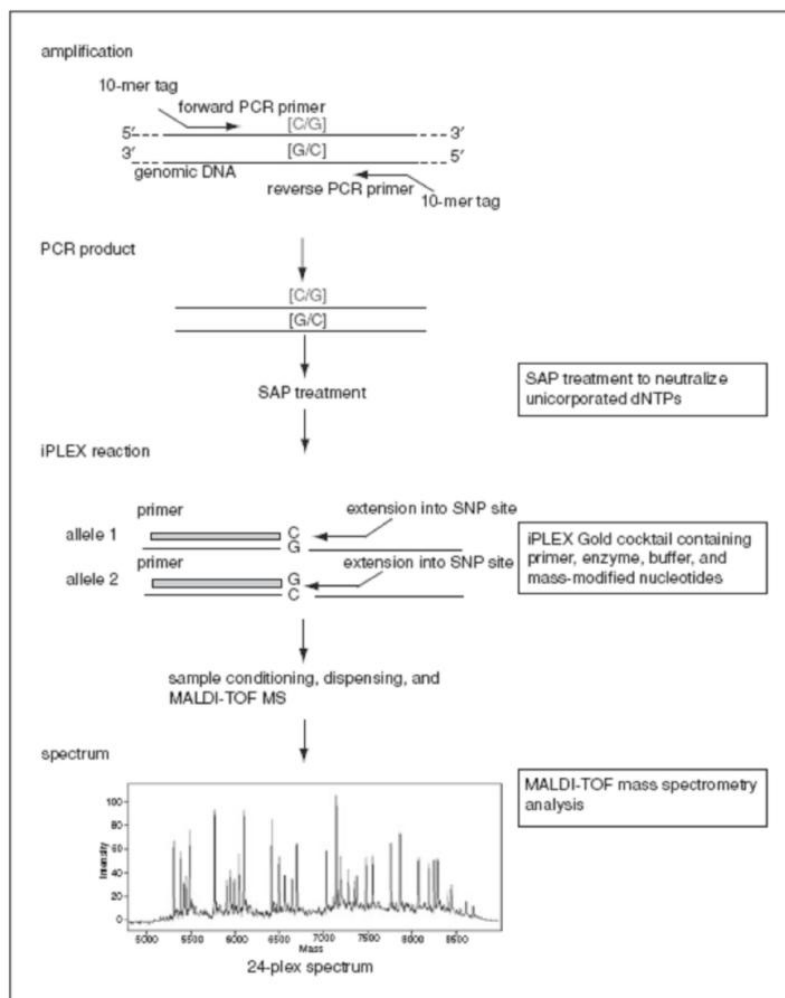 amplification
10-mer tag
forward PCR primer
[C/G]
5′
3′
[G/C]
3′
5′
genomic DNA
reverse PCR primer
10-mer tag
PCR product
[C/G]
[G/C]
SAP treatment
SAP treatment to neutralize
unicorporated dNTPs
iPLEX reaction
primer
extension into SNP site
allele 1
C
G
primer
extension into SNP site
allele 2
G
C
iPLEX Gold cocktail containing
primer, enzyme, buffer, and
mass-modified nucleotides
sample conditioning, dispensing, and
MALDI-TOF MS
spectrum
MALDI-TOF mass spectrometry
analysis
100
80
60
40
20
0
Intensity
5000 5500 6000 6500 7000 7500 8000 8500
Mass
24-plex spectrum